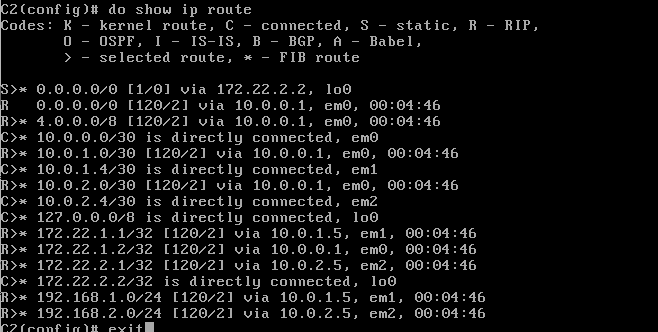 C2(config)# do show ip route
Codes: K - kernel route, C - connected, S - static, R - RIP,
O - OSPF, I - IS-IS, B - BGP, A - Babel,
> - selected route, * - FIB route
S>* 0.0.0.0/0 [1/0] via 172.22.2.2, lo0
R 0.0.0.0/0 [120/2] via 10.0.0.1, em0, 00:04:46
R>* 4.0.0.0/8 [120/2] via 10.0.0.1, em0, 00:04:46
C>* 10.0.0.0/30 is directly connected, em0
R>* 10.0.1.0/30 [120/2] via 10.0.0.1, em0, 00:04:46
C>* 10.0.1.4/30 is directly connected, em1
R>* 10.0.2.0/30 [120/2] via 10.0.0.1, em0, 00:04:46
C>* 10.0.2.4/30 is directly connected, em2
C>* 127.0.0.0/8 is directly connected, lo0
R>* 172.22.1.1/32 [120/2] via 10.0.1.5, em1, 00:04:46
R>* 172.22.1.2/32 [120/2] via 10.0.0.1, em0, 00:04:46
R>* 172.22.2.1/32 [120/2] via 10.0.2.5, em2, 00:04:46
C>* 172.22.2.2/32 is directly connected, lo0
R>* 192.168.1.0/24 [120/2] via 10.0.1.5, em1, 00:04:46
R>* 192.168.2.0/24 [120/2] via 10.0.2.5, em2, 00:04:46
C2(config)# exit